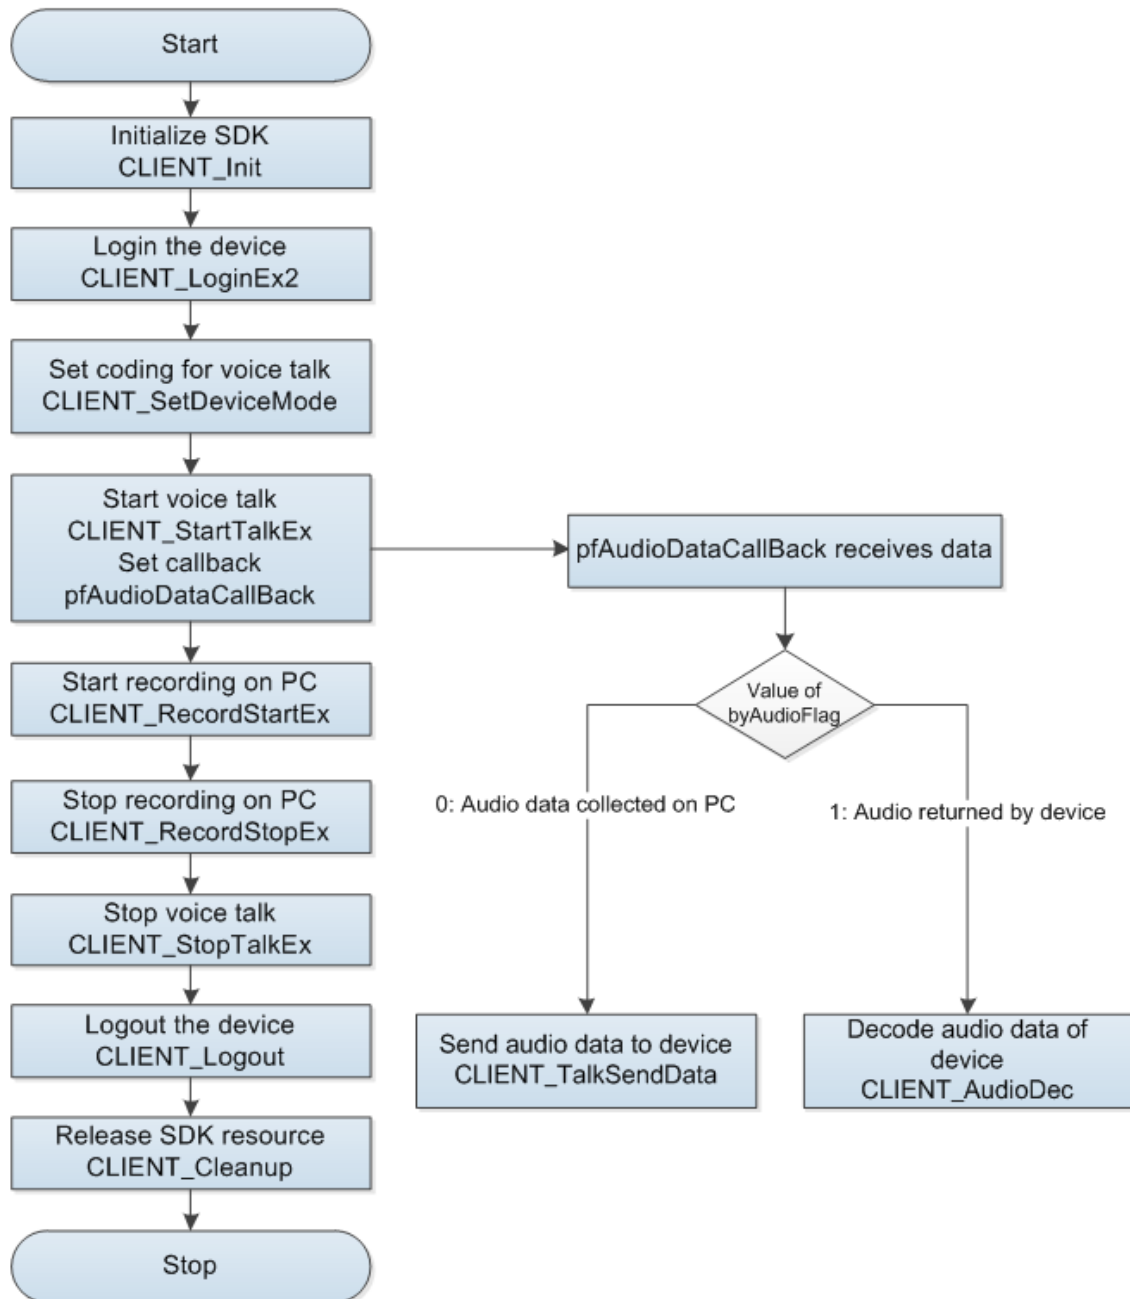 Start
Initialize SDK
CLIENT_Init
Login the device
CLIENT_LoginEx2
Set coding for voice talk
CLIENT_SetDeviceMode
Start voice talk
CLIENT_StartTalkEx
Set callback
pfAudioDataCallBack
pfAudioDataCallBack receives data
Value of
byAudioFlag
Start recording on PC
CLIENT_RecordStartEx
Stop recording on PC
CLIENT_RecordStopEx
0: Audio data collected on PC
1: Audio returned by device
Stop voice talk
CLIENT_StopTalkEx
Logout the device
CLIENT_Logout
Send audio data to device
CLIENT_TalkSendData
Decode audio data of
device
CLIENT_AudioDec
Release SDK resource
CLIENT_Cleanup
Stop